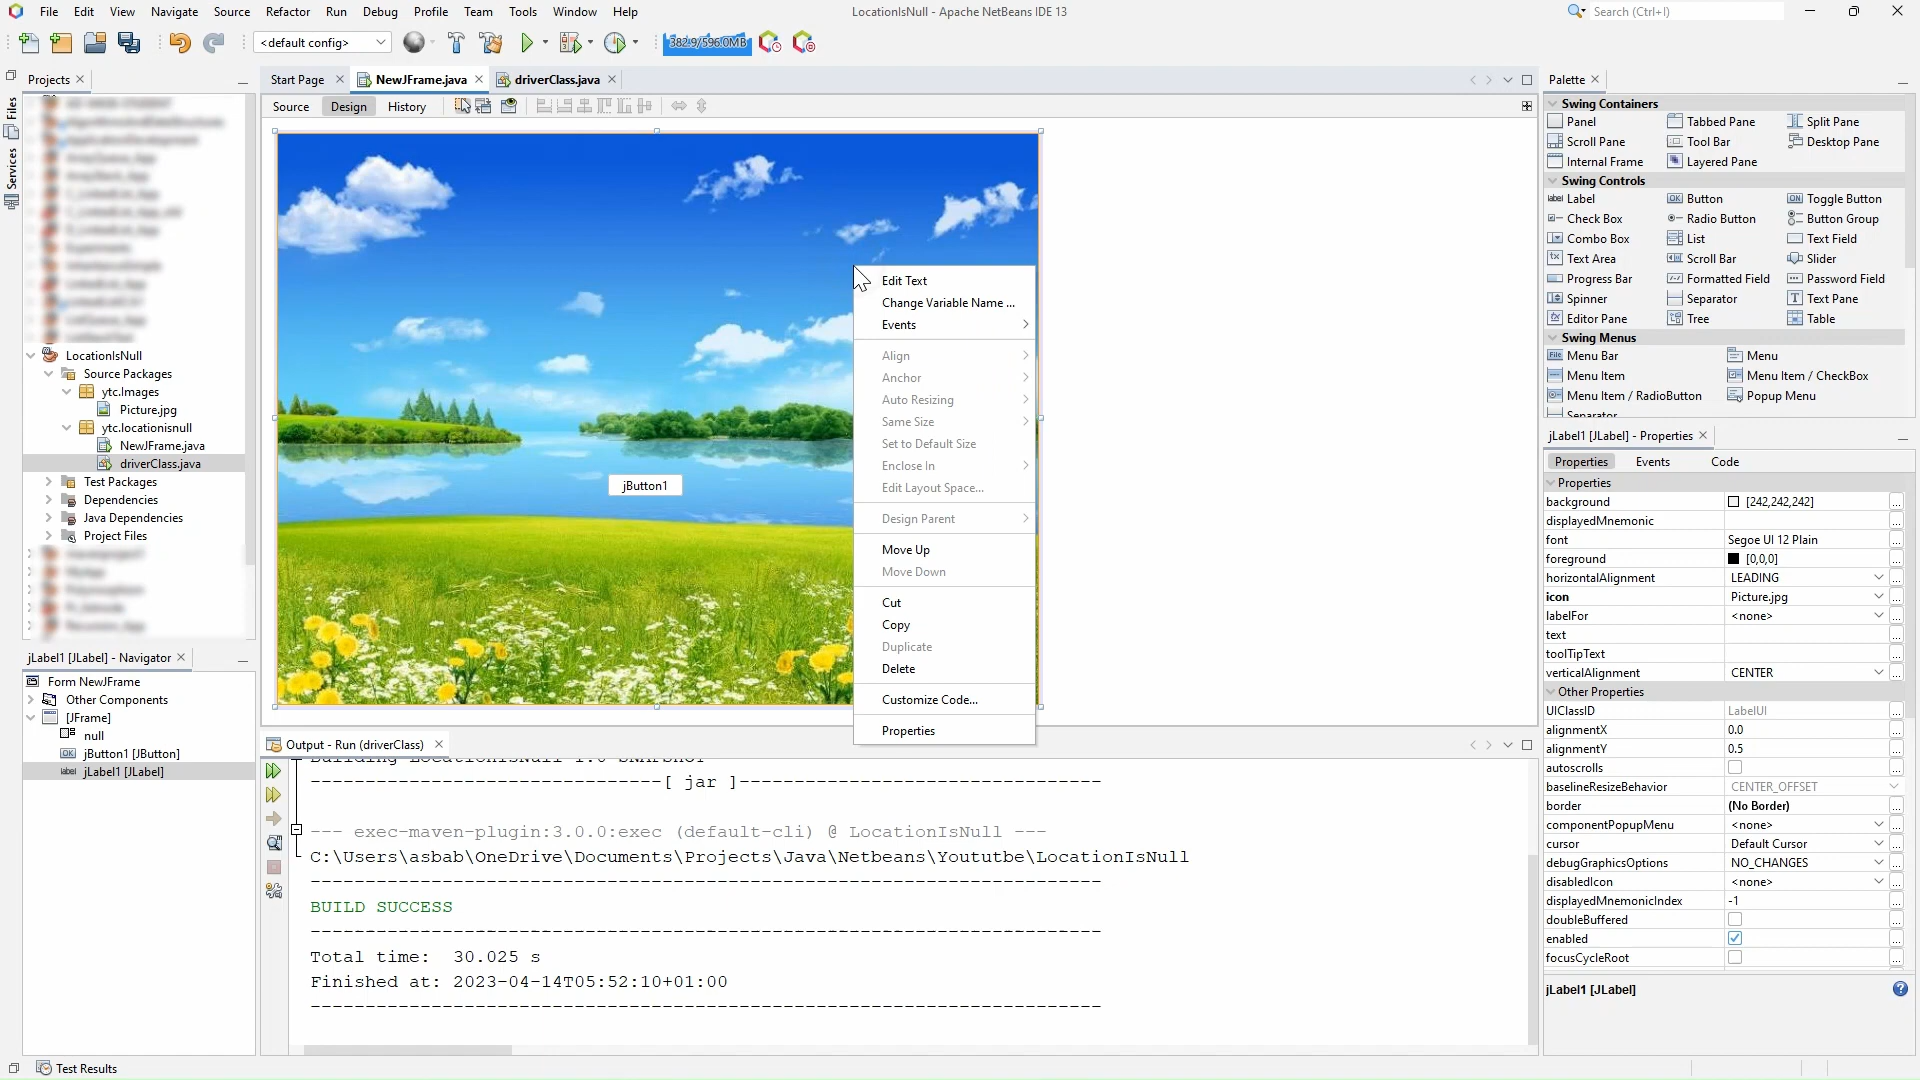 File Edit View Navigate Source Refactor Run Debug Profile Team Tools Window Help
LocationIsNull - Apache NetBeans IDE 13
Search (Ctrl+I)
<default config>
382.9/596.0MB
Projects
Start Page
NewJFrame.java
driverClass.java
Source Design History
Files
Services
LocationIsNull
Source Packages
ytc.Images
Picture.jpg
ytc.locationisnull
NewJFrame.java
driverClass.java
Test Packages
Dependencies
Java Dependencies
Project Files
jLabel1 [JLabel] - Navigator
Form NewJFrame
Other Components
[JFrame]
null
jButton1 [JButton]
jLabel1 [JLabel]
jButton1
Edit Text
Change Variable Name ...
Events
Align
Anchor
Auto Resizing
Same Size
Set to Default Size
Enclose In
Edit Layout Space...
Design Parent
Move Up
Move Down
Cut
Copy
Duplicate
Delete
Customize Code...
Properties
Output - Run (driverClass)
Building LocationIsNull 1.0-SNAPSHOT
--------------------------------[ jar ]---------------------------------
--- exec-maven-plugin:3.0.0:exec (default-cli) @ LocationIsNull ---
C:\Users\asbab\OneDrive\Documents\Projects\Java\Netbeans\Yoututbe\LocationIsNull
------------------------------------------------------------------------
BUILD SUCCESS
------------------------------------------------------------------------
Total time:  30.025 s
Finished at: 2023-04-14T05:52:10+01:00
------------------------------------------------------------------------
Test Results
Palette
Swing Containers
Panel Tabbed Pane Split Pane
Scroll Pane Tool Bar Desktop Pane
Internal Frame Layered Pane
Swing Controls
Label Button Toggle Button
Check Box Radio Button Button Group
Combo Box List Text Field
Text Area Scroll Bar Slider
Progress Bar Formatted Field Password Field
Spinner Separator Text Pane
Editor Pane Tree Table
Swing Menus
Menu Bar Menu
Menu Item Menu Item / CheckBox
Menu Item / RadioButton Popup Menu
Separator
jLabel1 [JLabel] - Properties
Properties Events Code
Properties
background [242,242,242]
displayedMnemonic
font Segoe UI 12 Plain
foreground [0,0,0]
horizontalAlignment LEADING
icon Picture.jpg
labelFor <none>
text
toolTipText
verticalAlignment CENTER
Other Properties
UIClassID LabelUI
alignmentX 0.0
alignmentY 0.5
autoscrolls
baselineResizeBehavior CENTER_OFFSET
border (No Border)
componentPopupMenu <none>
cursor Default Cursor
debugGraphicsOptions NO_CHANGES
disabledIcon <none>
displayedMnemonicIndex -1
doubleBuffered
enabled
focusCycleRoot
jLabel1 [JLabel]